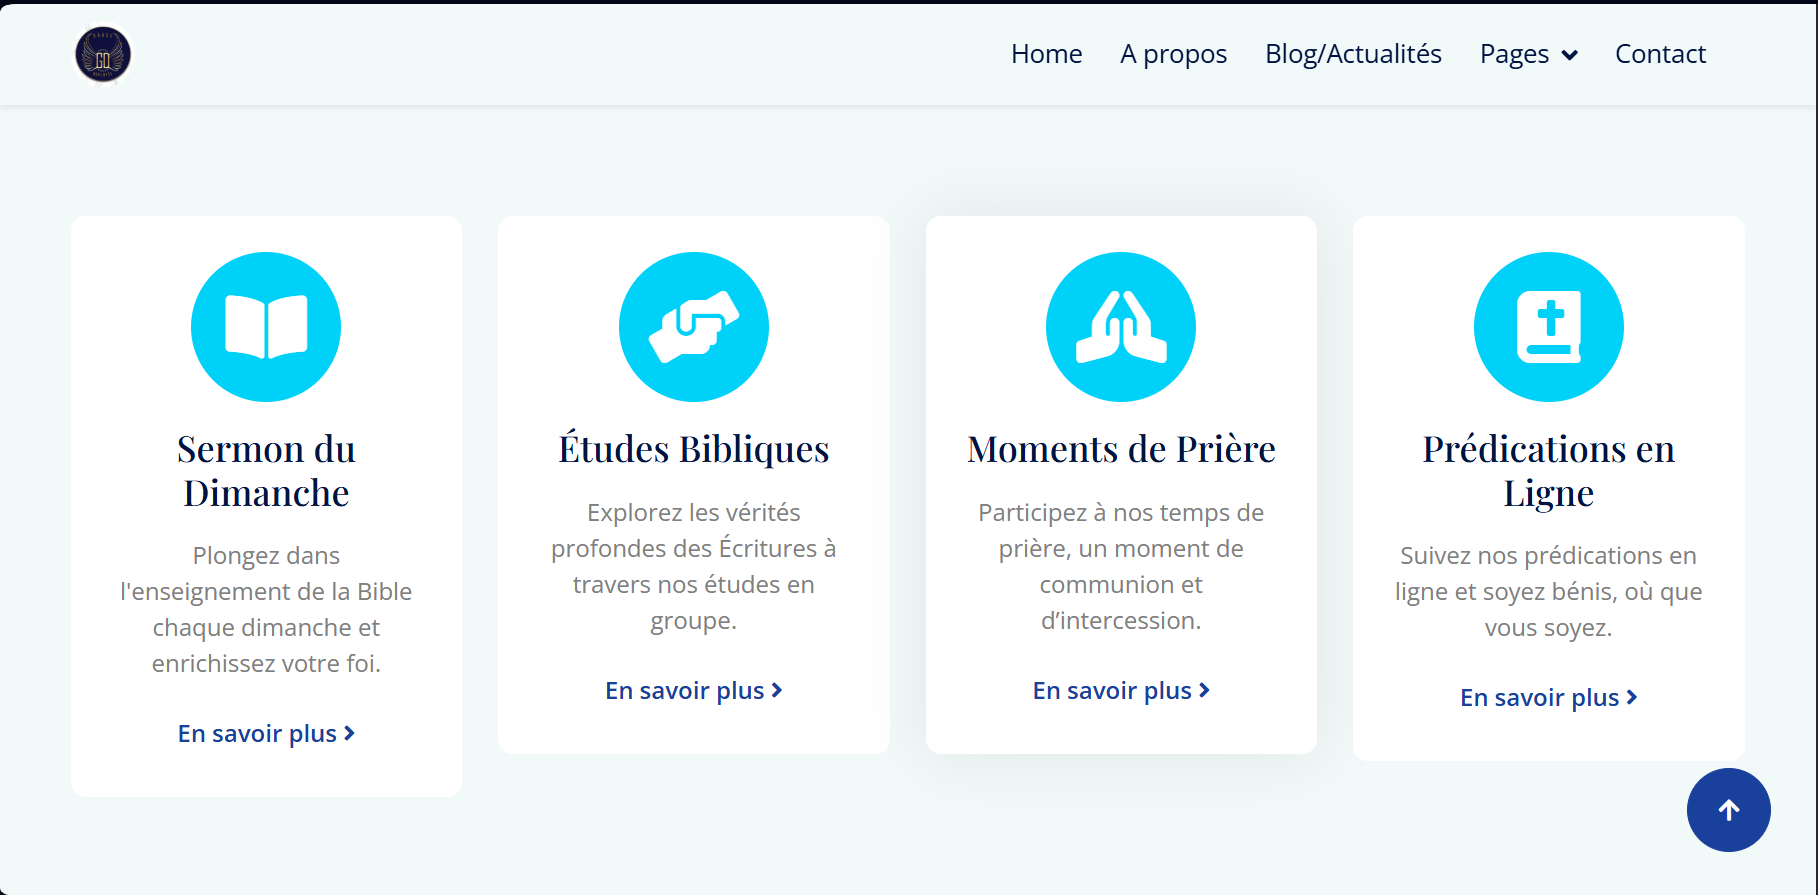 GQ
Home
A propos
Blog/Actualités
Pages
Contact
Sermon du
Dimanche
Plongez dans
l'enseignement de la Bible
chaque dimanche et
enrichissez votre foi.
En savoir plus
Études Bibliques
Explorez les vérités
profondes des Écritures à
travers nos études en
groupe.
En savoir plus
Moments de Prière
Participez à nos temps de
prière, un moment de
communion et
d’intercession.
En savoir plus
Prédications en
Ligne
Suivez nos prédications en
ligne et soyez bénis, où que
vous soyez.
En savoir plus